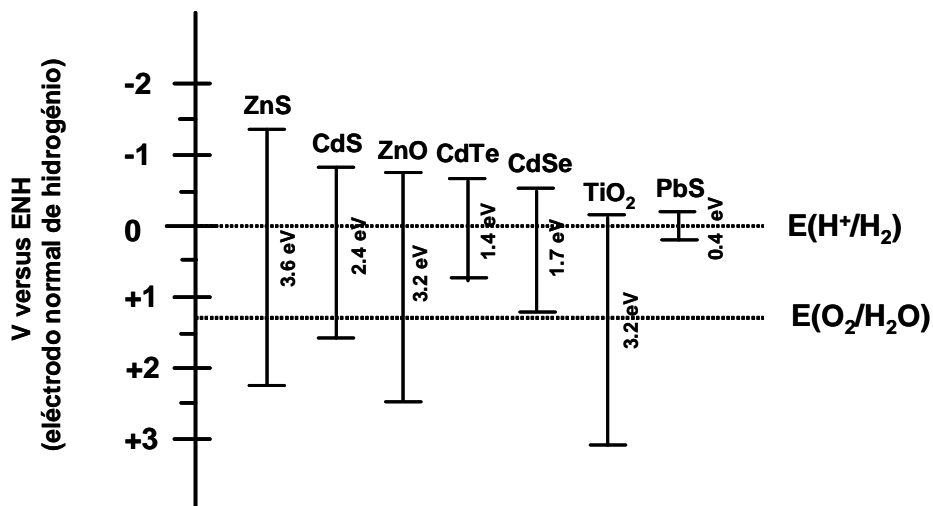 V versus ENH
(eléctrodo normal de hidrogénio)
-2
-1
0
+1
+2
+3
ZnS
CdS
ZnO
CdTe
CdSe
TiO₂
PbS
3.6 eV
2.4 eV
3.2 eV
1.4 eV
1.7 eV
3.2 eV
0.4 eV
E(H⁺/H₂)
E(O₂/H₂O)